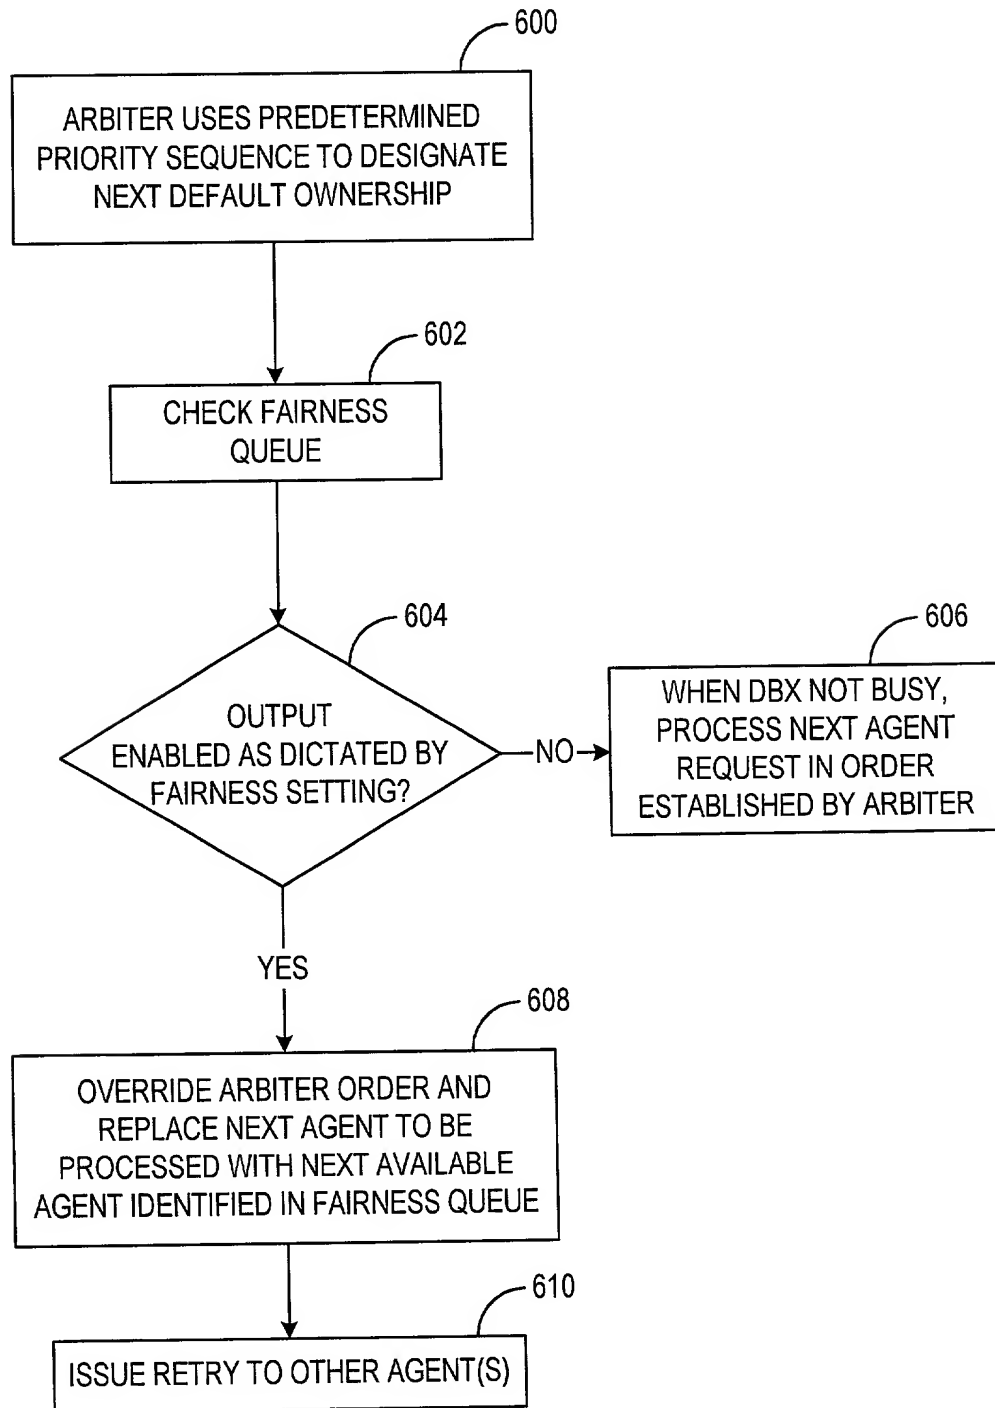 600
ARBITER USES PREDETERMINED
PRIORITY SEQUENCE TO DESIGNATE
NEXT DEFAULT OWNERSHIP
602
CHECK FAIRNESS
QUEUE
604
OUTPUT
ENABLED AS DICTATED BY
FAIRNESS SETTING?
NO
606
WHEN DBX NOT BUSY,
PROCESS NEXT AGENT
REQUEST IN ORDER
ESTABLISHED BY ARBITER
YES
608
OVERRIDE ARBITER ORDER AND
REPLACE NEXT AGENT TO BE
PROCESSED WITH NEXT AVAILABLE
AGENT IDENTIFIED IN FAIRNESS QUEUE
610
ISSUE RETRY TO OTHER AGENT(S)